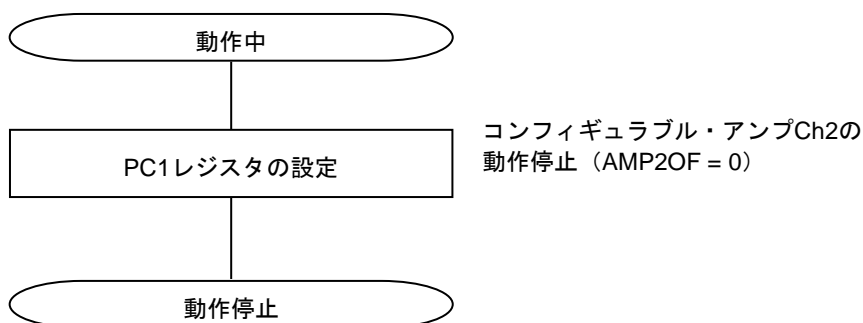 動作中
PC1レジスタの設定
コンフィギュラブル・アンプCh2の
動作停止（AMP2OF = 0）
動作停止